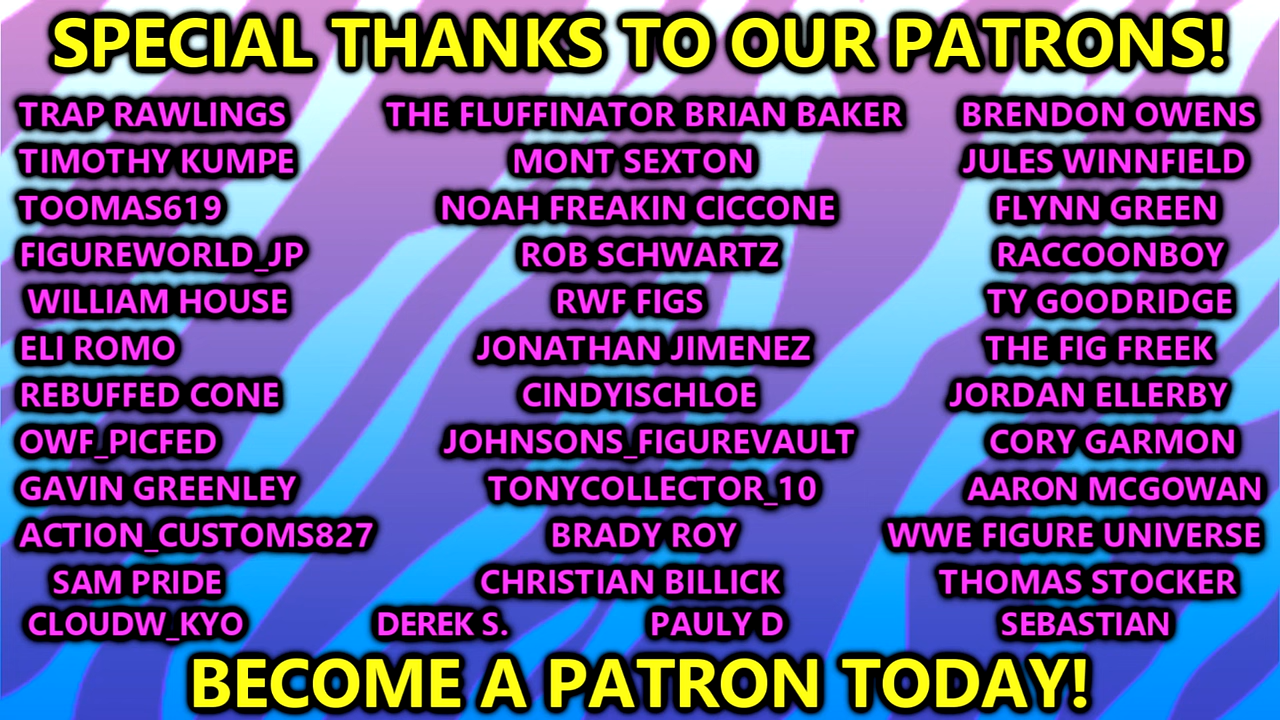 SPECIAL THANKS TO OUR PATRONS!
TRAP RAWLINGS THE FLUFFINATOR BRIAN BAKER BRENDON OWENS
TIMOTHY KUMPE MONT SEXTON JULES WINNFIELD
TOOMAS619 NOAH FREAKIN CICCONE FLYNN GREEN
FIGUREWORLD_JP ROB SCHWARTZ RACCOONBOY
WILLIAM HOUSE RWF FIGS TY GOODRIDGE
ELI ROMO JONATHAN JIMENEZ THE FIG FREEK
REBUFFED CONE CINDYISCHLOE JORDAN ELLERBY
OWF_PICFED JOHNSONS_FIGUREVAULT CORY GARMON
GAVIN GREENLEY TONYCOLLECTOR_10 AARON MCGOWAN
ACTION_CUSTOMS827 BRADY ROY WWE FIGURE UNIVERSE
SAM PRIDE CHRISTIAN BILLICK THOMAS STOCKER
CLOUDW_KYO DEREK S. PAULY D SEBASTIAN
BECOME A PATRON TODAY!